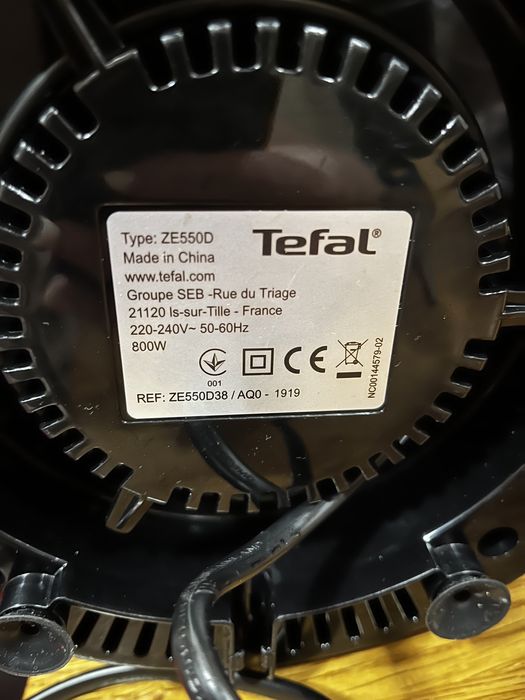 Type: ZE550D
Tefal®
Made in China
www.tefal.com
Groupe SEB -Rue du Triage
21120 Is-sur-Tille - France
220-240V~ 50-60Hz
800W
001
CE
NC00144579-02
REF: ZE550D38 / AQ0 - 1919